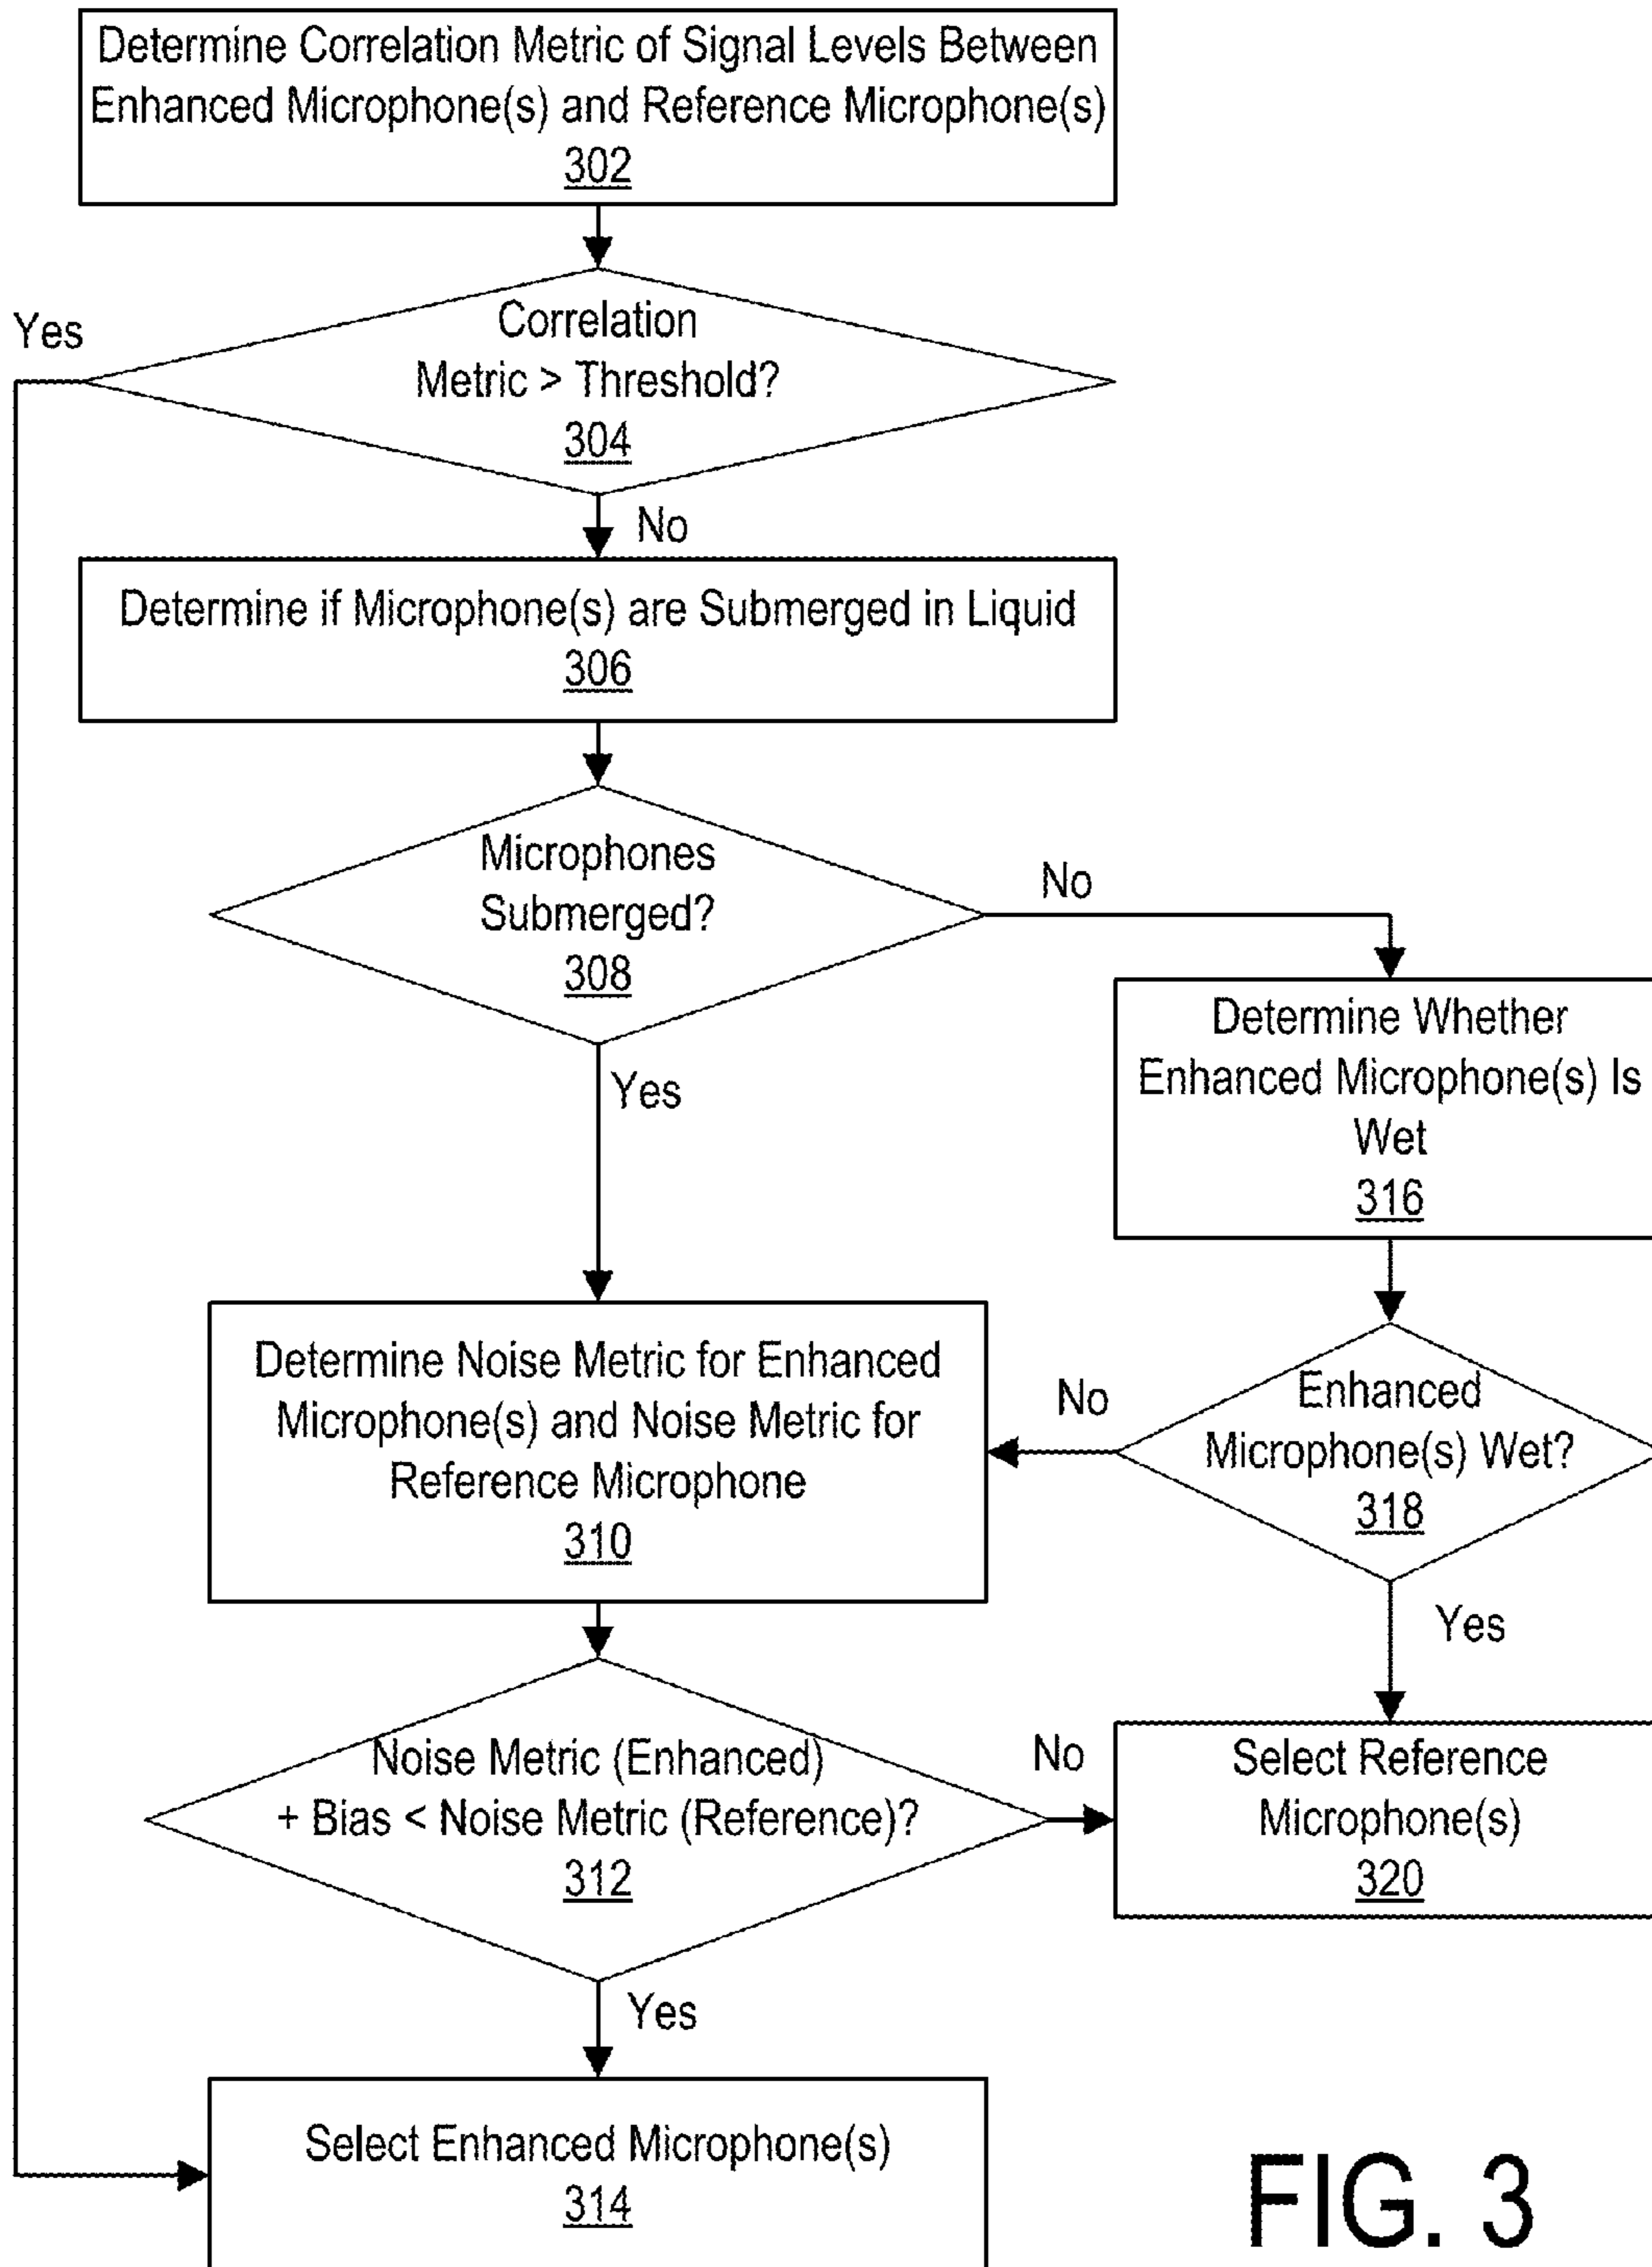 Determine Correlation Metric of Signal Levels Between
Enhanced Microphone(s) and Reference Microphone(s)
302
Yes
Correlation
Metric > Threshold?
304
No
Determine if Microphone(s) are Submerged in Liquid
306
Microphones
Submerged?
308
No
Yes
Determine Whether
Enhanced Microphone(s) Is
Wet
316
Determine Noise Metric for Enhanced
Microphone(s) and Noise Metric for
Reference Microphone
310
No
Enhanced
Microphone(s) Wet?
318
Yes
Noise Metric (Enhanced)
+ Bias < Noise Metric (Reference)?
312
No
Select Reference
Microphone(s)
320
Yes
Select Enhanced Microphone(s)
314
FIG. 3